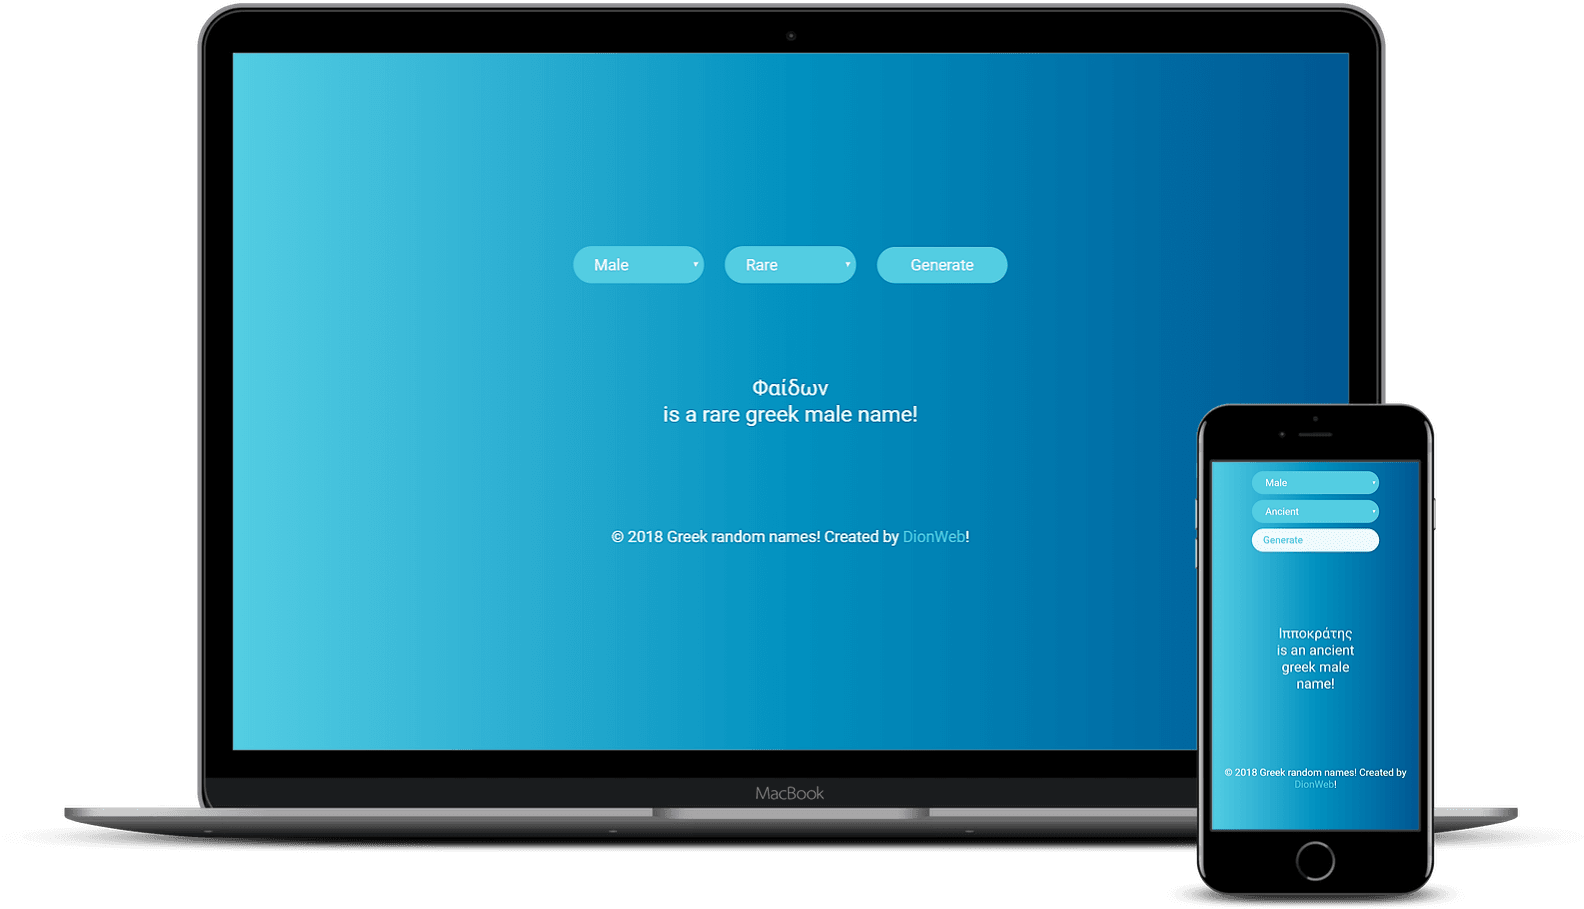 Male
Rare
Generate
Φαίδων
is a rare greek male name!
© 2018 Greek random names! Created by DionWeb!
MacBook
Male
Ancient
Generate
Ιπποκράτης
is an ancient
greek male
name!
© 2018 Greek random names! Created by
DionWeb!